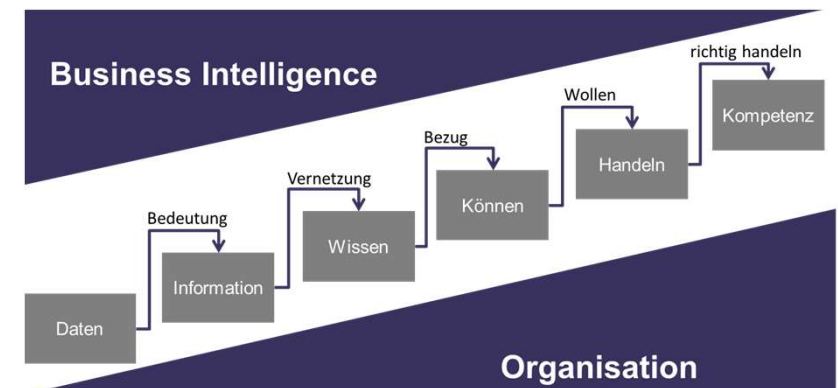 Business Intelligence
Daten
Bedeutung
Information
Vernetzung
Wissen
Bezug
Können
Wollen
Handeln
richtig handeln
Kompetenz
Organisation